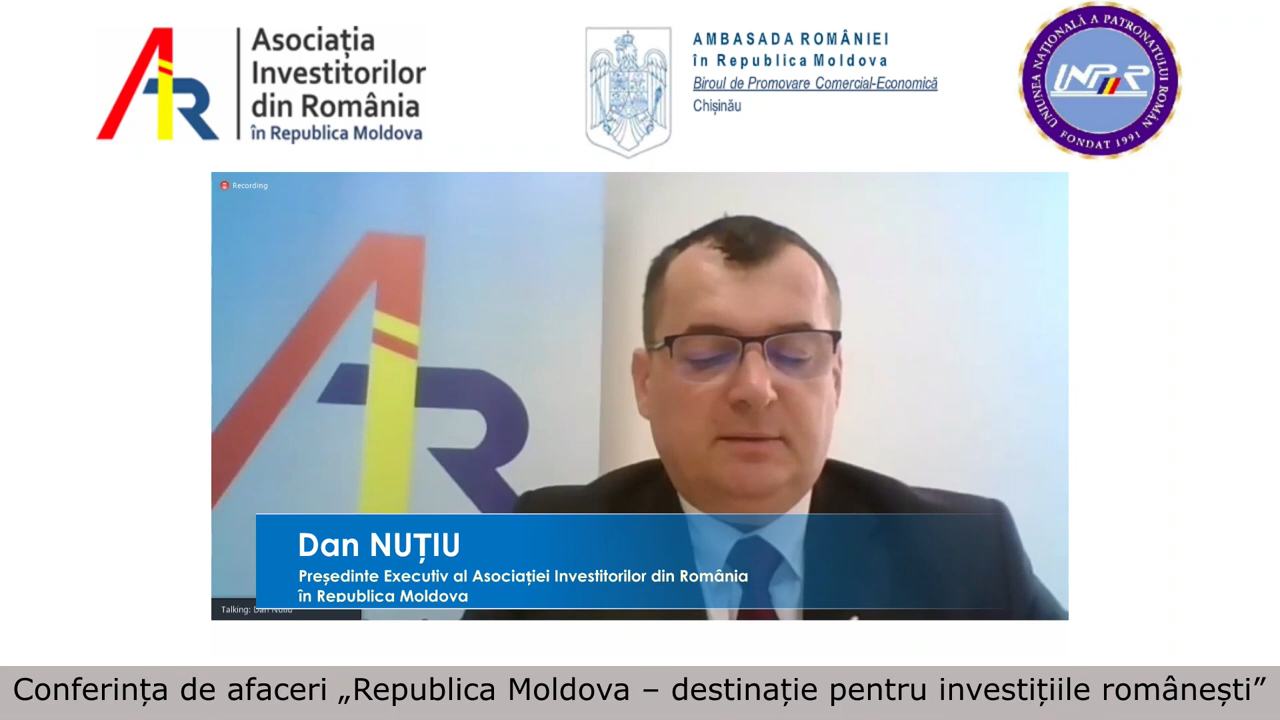 Asociația
Investitorilor
din România
în Republica Moldova
AMBASADA ROMÂNIEI
în Republica Moldova
Biroul de Promovare Comercial-Economică
Chișinău
UNIUNEA NAȚIONALĂ A PATRONATULUI ROMÂN
UNPR
FONDAT 1991
Recording
Dan NUȚIU
Președinte Executiv al Asociației Investitorilor din România
în Republica Moldova
Talking: Dan Nutiu
Conferința de afaceri „Republica Moldova – destinație pentru investițiile românești”